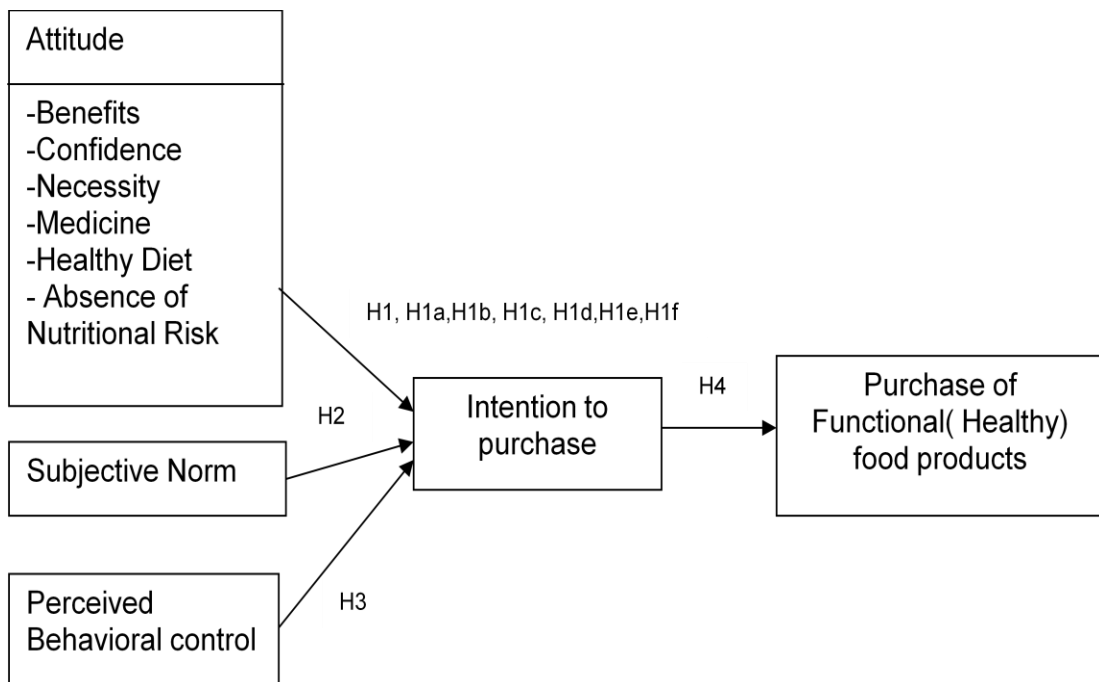 Attitude
-Benefits
-Confidence
-Necessity
-Medicine
-Healthy Diet
- Absence of
Nutritional Risk
H1, H1a,H1b, H1c, H1d,H1e,H1f
H2
Subjective Norm
H3
Perceived
Behavioral control
Intention to
purchase
H4
Purchase of
Functional( Healthy)
food products